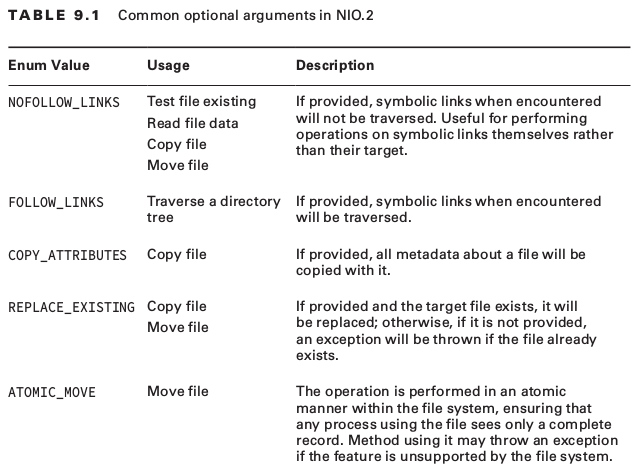 TABLE 9.1 Common optional arguments in NIO.2
Enum Value Usage Description
NOFOLLOW_LINKS Test file existing If provided, symbolic links when encountered
Read file data will not be traversed. Useful for performing
Copy file operations on symbolic links themselves rather
Move file than their target.
FOLLOW_LINKS Traverse a directory If provided, symbolic links when encountered
tree will be traversed.
COPY_ATTRIBUTES Copy file If provided, all metadata about a file will be
copied with it.
REPLACE_EXISTING Copy file If provided and the target file exists, it will
Move file be replaced; otherwise, if it is not provided,
an exception will be thrown if the file already
exists.
ATOMIC_MOVE Move file The operation is performed in an atomic
manner within the file system, ensuring that
any process using the file sees only a complete
record. Method using it may throw an exception
if the feature is unsupported by the file system.